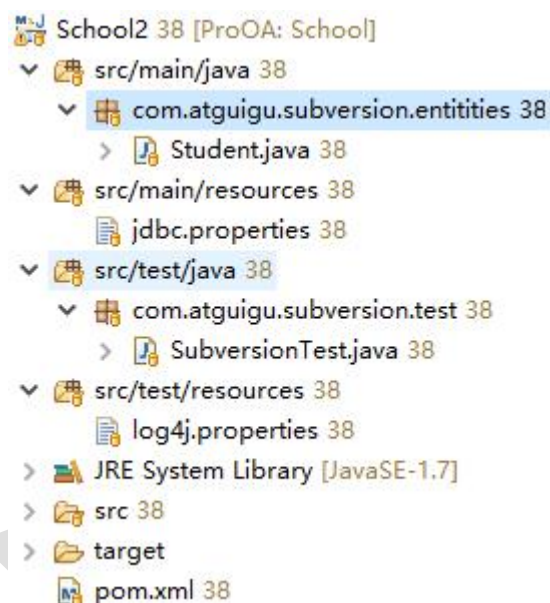 School2 38 [ProOA: School]
src/main/java 38
com.atguigu.subversion.entitities 38
Student.java 38
src/main/resources 38
jdbc.properties 38
src/test/java 38
com.atguigu.subversion.test 38
SubversionTest.java 38
src/test/resources 38
log4j.properties 38
JRE System Library [JavaSE-1.7]
src 38
target
pom.xml 38